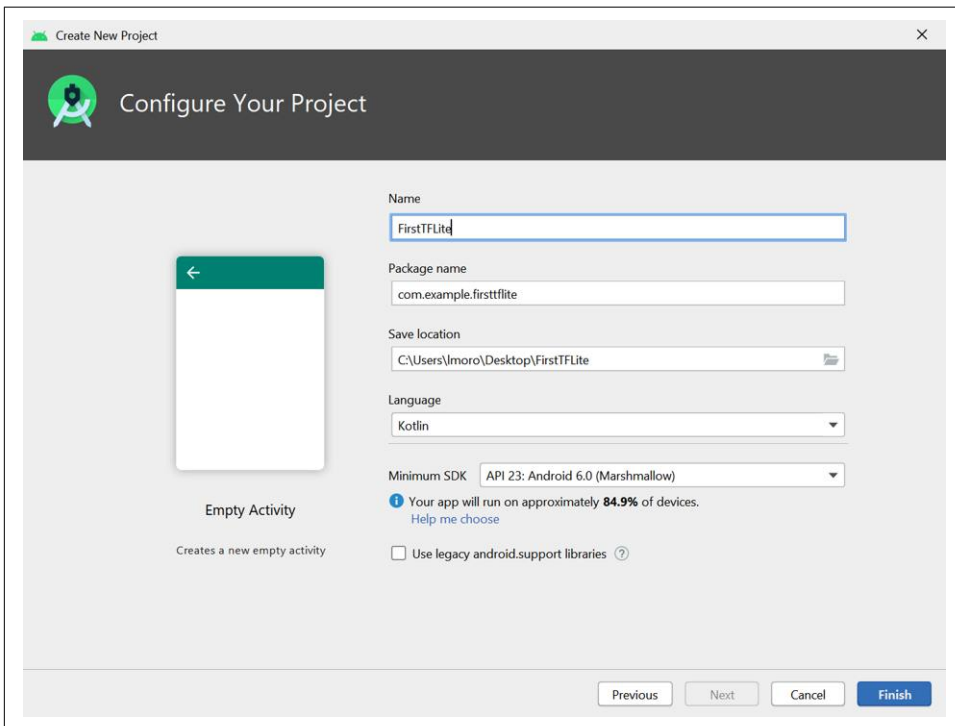 Create New Project
Configure Your Project
Name
FirstTFLite
Package name
com.example.firsttflite
Save location
C:\Users\lmoro\Desktop\FirstTFLite
Language
Kotlin
Minimum SDK API 23: Android 6.0 (Marshmallow)
Your app will run on approximately 84.9% of devices.
Help me choose
Use legacy android.support libraries ?
Empty Activity
Creates a new empty activity
Previous Next Cancel Finish